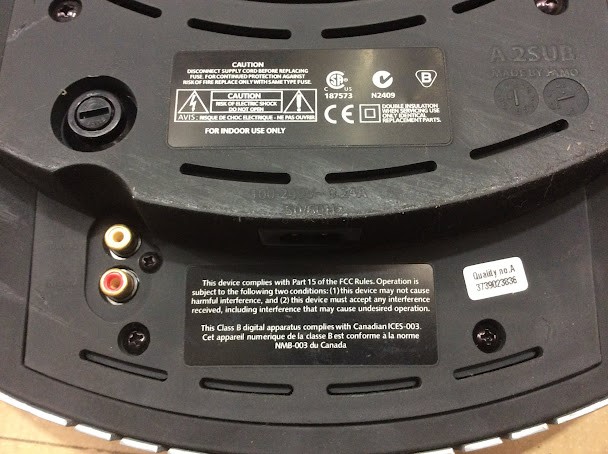 CAUTION
DISCONNECT SUPPLY CORD BEFORE REPLACING
FUSE. FOR CONTINUED PROTECTION AGAINST
RISK OF FIRE REPLACE ONLY WITH SAME TYPE FUSE.
CAUTION
RISK OF ELECTRIC SHOCK
DO NOT OPEN
AVIS: RISQUE DE CHOC ELECTRIQUE - NE PAS OUVRIR
FOR INDOOR USE ONLY
C US
187573
N2409
B
CE
DOUBLE INSULATION
WHEN SERVICING USE
ONLY IDENTICAL
REPLACEMENT PARTS.
A.2SUB
MADE BY
This device complies with Part 15 of the FCC Rules. Operation is
subject to the following two conditions: (1) this device may not cause
harmful interference, and (2) this device must accept any interference
received, including interference that may cause undesired operation.
This Class B digital apparatus complies with Canadian ICES-003.
Cet appareil numerique de la classe B est conforme à la norme
NMB-003 du Canada
Quality no.A
3739023836